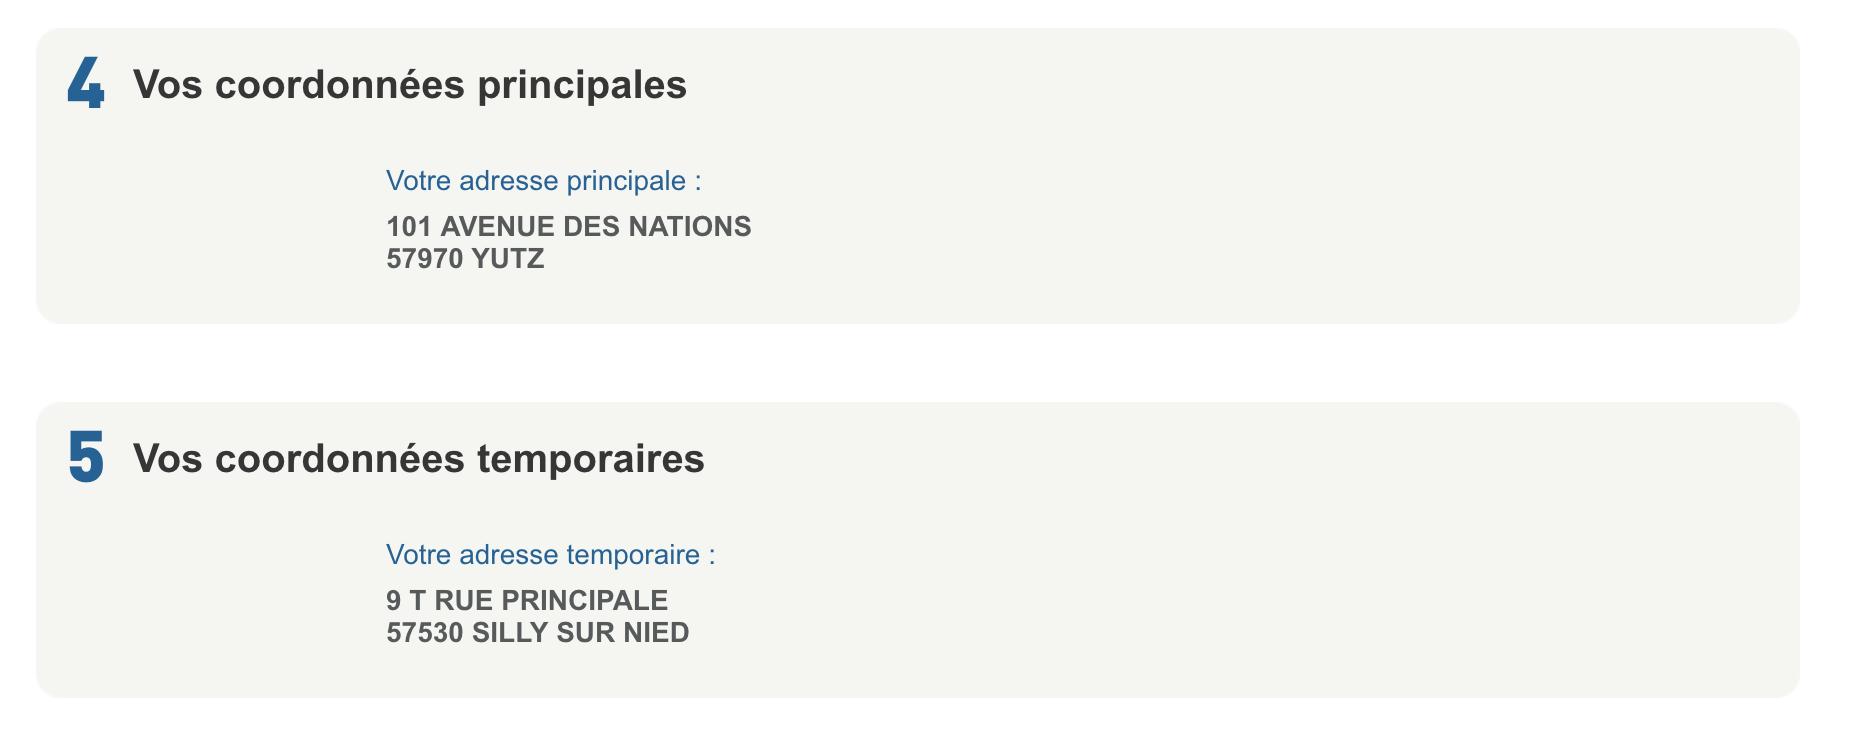 4 Vos coordonnées principales
Votre adresse principale :
101 AVENUE DES NATIONS
57970 YUTZ
5 Vos coordonnées temporaires
Votre adresse temporaire :
9 T RUE PRINCIPALE
57530 SILLY SUR NIED